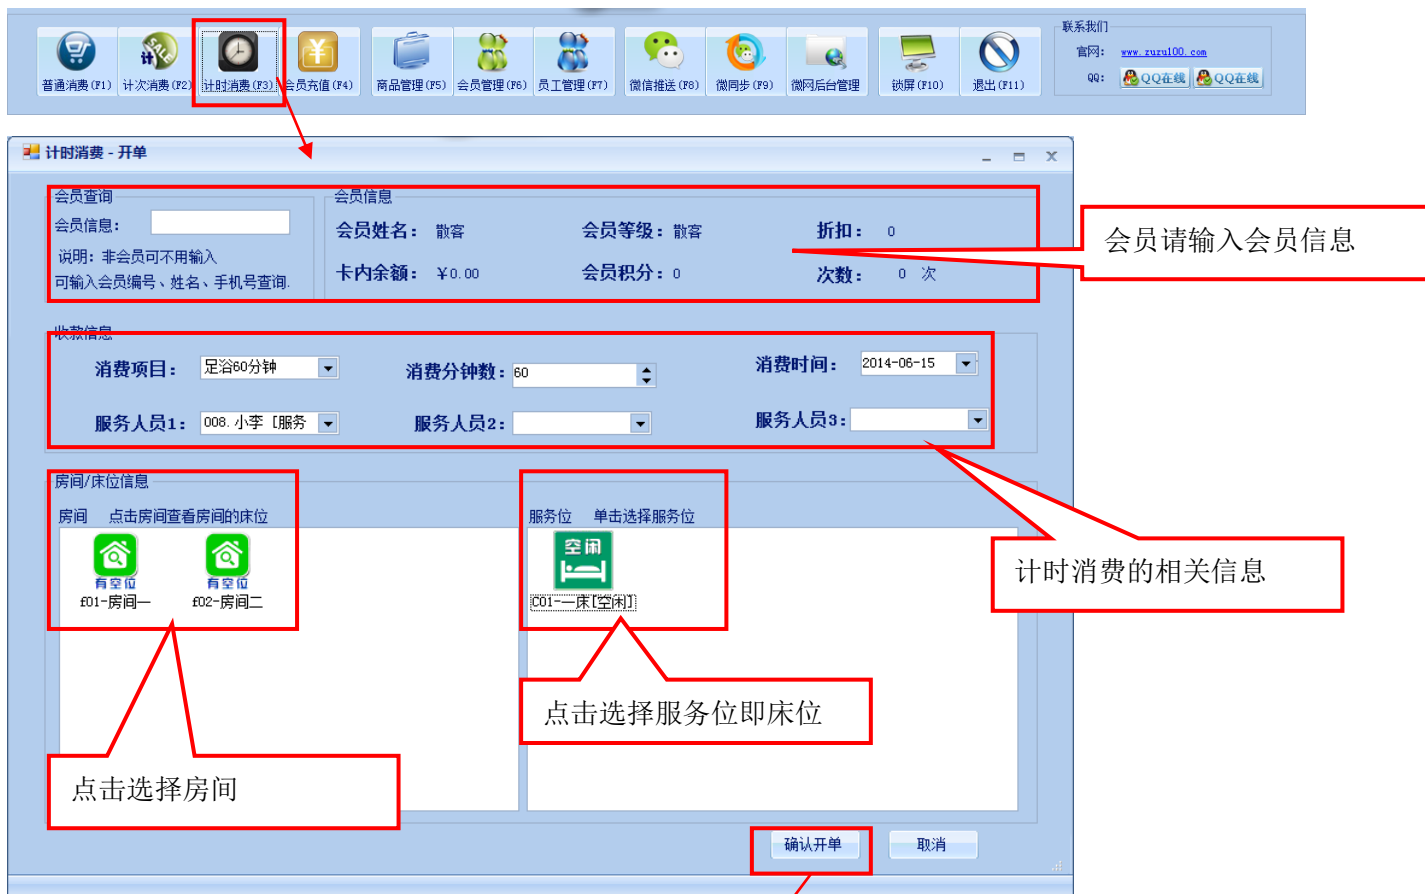 联系我们
官网： www.zuzu100.com
QQ： QQ在线 QQ在线
普通消费(F1) 计次消费(F2) 计时消费(F3) 会员充值(F4) 商品管理(F5) 会员管理(F6) 员工管理(F7) 微信推送(F8) 微同步(F9) 微网后台管理 锁屏(F10) 退出(F11)
计时消费 - 开单
会员查询 会员信息
会员信息：
会员姓名： 散客 会员等级：散客 折扣： 0
说明：非会员可不用输入
可输入会员编号、姓名、手机号查询.
卡内余额： ￥0.00 会员积分：0 次数： 0 次
会员请输入会员信息
收款信息
消费项目： 足浴60分钟 消费分钟数：60 消费时间： 2014-06-15
服务人员1： 008.小李［服务 服务人员2： 服务人员3：
房间/床位信息
房间 点击房间查看房间的床位 服务位 单击选择服务位
空闲
有空位 有空位
f01-房间一 f02-房间二 C01-一床[空闲]
计时消费的相关信息
点击选择服务位即床位
点击选择房间
确认开单 取消